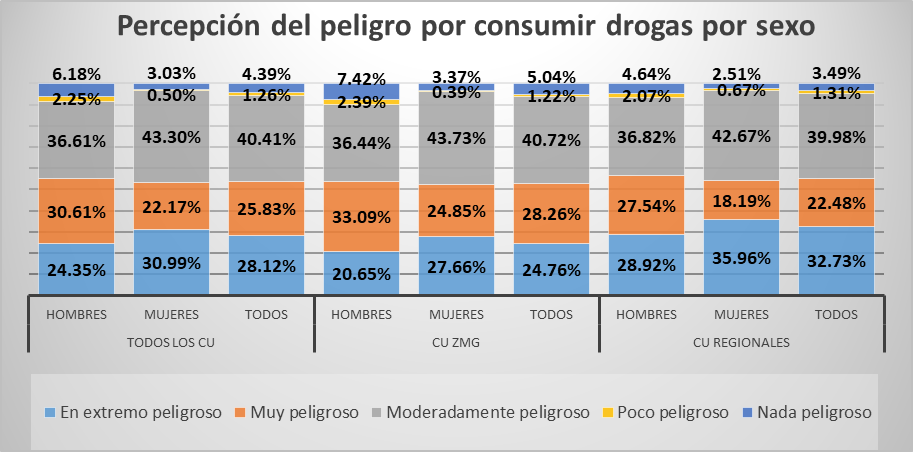 Percepción del peligro por consumir drogas por sexo
6.18% 3.03% 4.39% 7.42% 3.37% 5.04% 4.64% 2.51% 3.49%
2.25% 0.50% 1.26% 2.39% 0.39% 1.22% 2.07% 0.67% 1.31%
36.61% 43.30% 40.41% 36.44% 43.73% 40.72% 36.82% 42.67% 39.98%
30.61% 22.17% 25.83% 33.09% 24.85% 28.26% 27.54% 18.19% 22.48%
24.35% 30.99% 28.12% 20.65% 27.66% 24.76% 28.92% 35.96% 32.73%
HOMBRES MUJERES TODOS HOMBRES MUJERES TODOS HOMBRES MUJERES TODOS
TODOS LOS CU CU ZMG CU REGIONALES
En extremo peligroso Muy peligroso Moderadamente peligroso Poco peligroso Nada peligroso